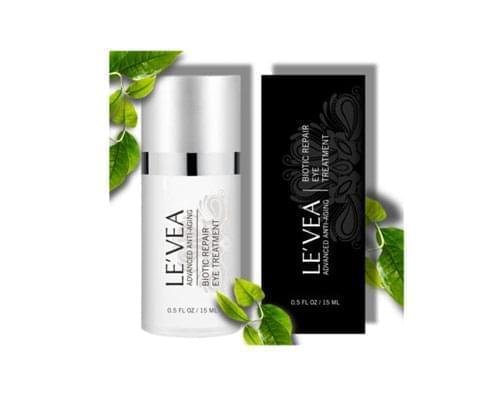 LE'VEA
ADVANCED ANTI-AGING
BIOTIC REPAIR
EYE TREATMENT
0.5 FL OZ / 15 ML
LE'VEA
ADVANCED ANTI-AGING
BIOTIC REPAIR
EYE
TREATMENT
0.5 FL OZ / 15 ML